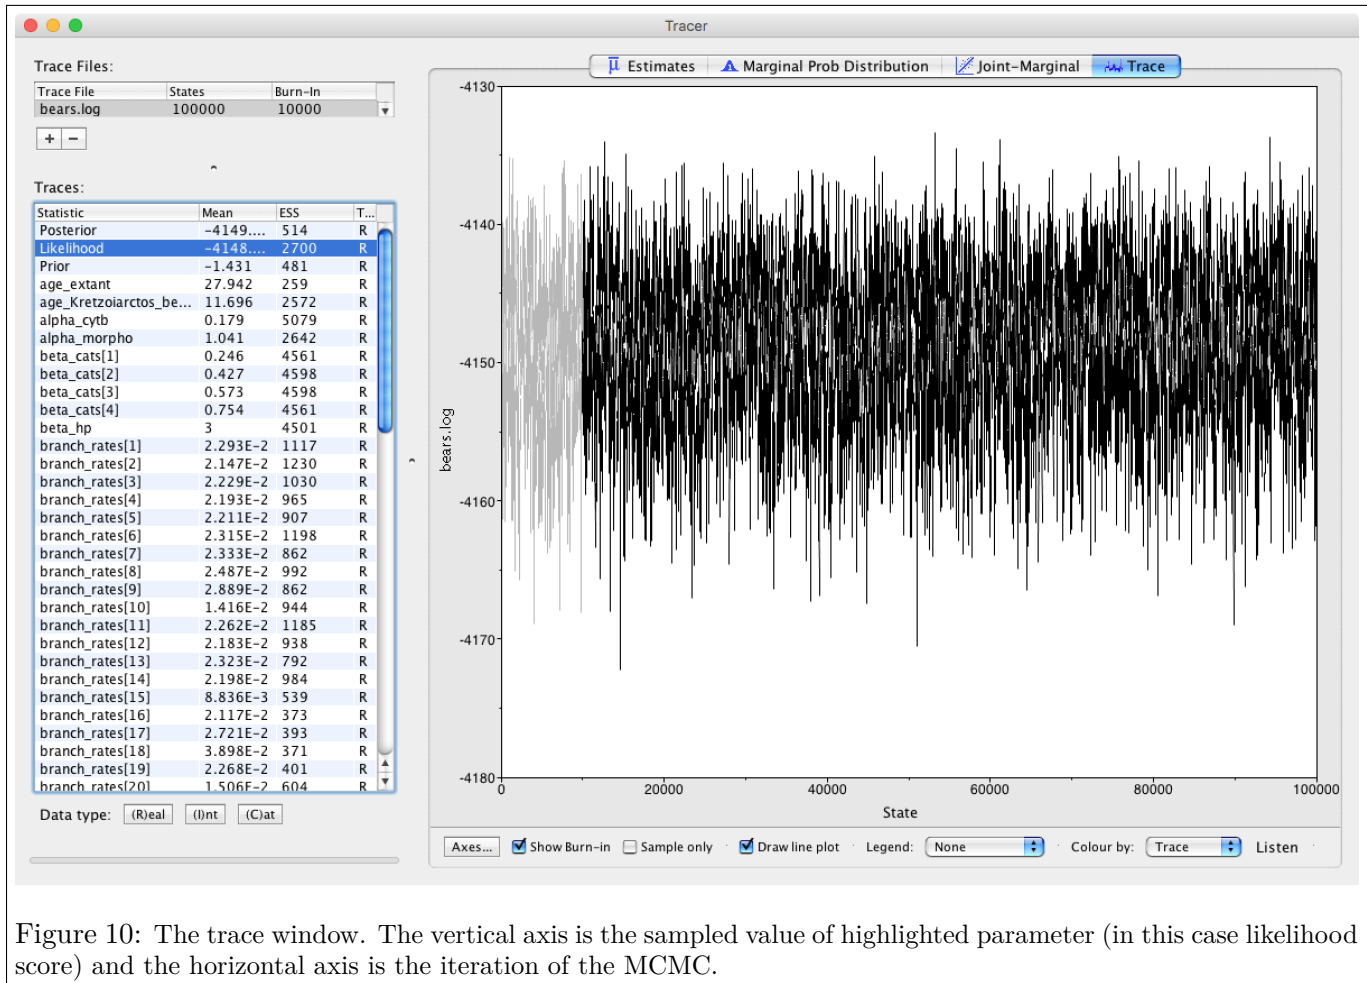 Tracer
Trace Files:
Trace File States Burn-In
bears.log 100000 10000
+ −
Traces:
Statistic Mean ESS T...
Posterior -4149.... 514 R
Likelihood -4148.... 2700 R
Prior -1.431 481 R
age_extant 27.942 259 R
age_Kretzoiarctos_be... 11.696 2572 R
alpha_cytb 0.179 5079 R
alpha_morpho 1.041 2642 R
beta_cats[1] 0.246 4561 R
beta_cats[2] 0.427 4598 R
beta_cats[3] 0.573 4598 R
beta_cats[4] 0.754 4561 R
beta_hp 3 4501 R
branch_rates[1] 2.293E-2 1117 R
branch_rates[2] 2.147E-2 1230 R
branch_rates[3] 2.229E-2 1030 R
branch_rates[4] 2.193E-2 965 R
branch_rates[5] 2.211E-2 907 R
branch_rates[6] 2.315E-2 1198 R
branch_rates[7] 2.333E-2 862 R
branch_rates[8] 2.487E-2 992 R
branch_rates[9] 2.889E-2 862 R
branch_rates[10] 1.416E-2 944 R
branch_rates[11] 2.262E-2 1185 R
branch_rates[12] 2.183E-2 938 R
branch_rates[13] 2.323E-2 792 R
branch_rates[14] 2.198E-2 984 R
branch_rates[15] 8.836E-3 539 R
branch_rates[16] 2.117E-2 373 R
branch_rates[17] 2.721E-2 393 R
branch_rates[18] 3.898E-2 371 R
branch_rates[19] 2.268E-2 401 R
branch_rates[20] 1.506E-2 604 R
Data type: (R)eal (I)nt (C)at
μ Estimates Marginal Prob Distribution Joint-Marginal Trace
-4130
-4140
-4150
-4160
-4170
-4180
bears.log
0 20000 40000 60000 80000 100000
State
Axes... Show Burn-in Sample only Draw line plot Legend: None Colour by: Trace Listen
Figure 10: The trace window. The vertical axis is the sampled value of highlighted parameter (in this case likelihood
score) and the horizontal axis is the iteration of the MCMC.